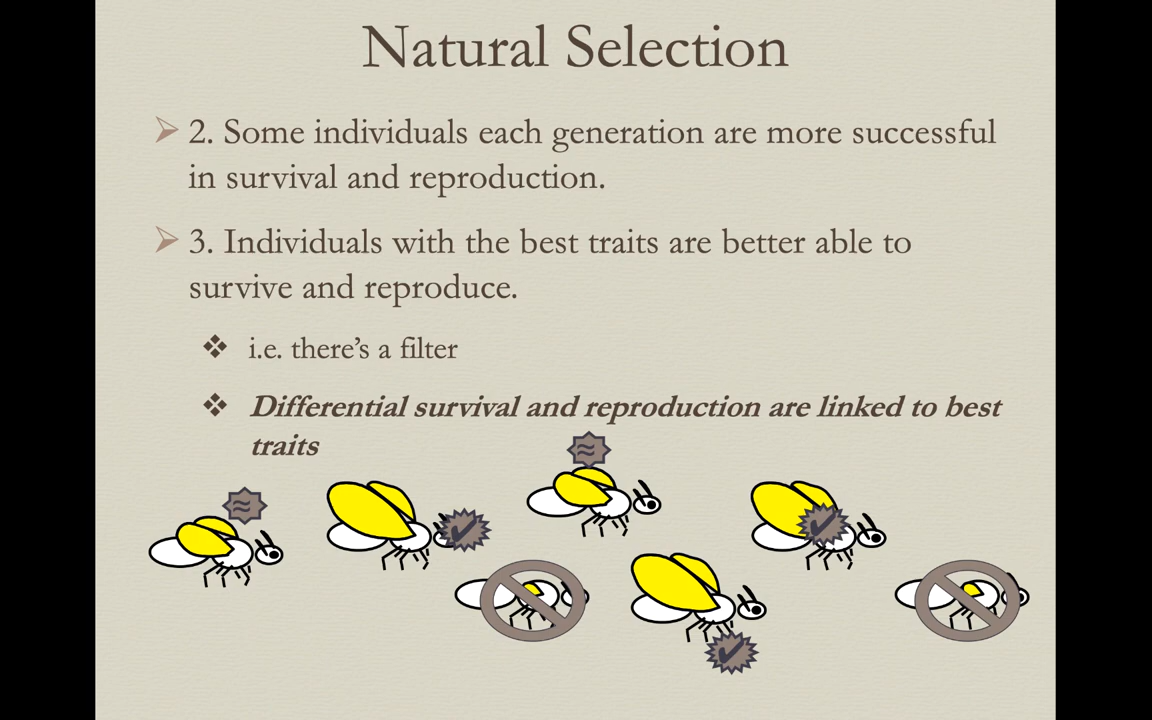 Natural Selection
2. Some individuals each generation are more successful
in survival and reproduction.
3. Individuals with the best traits are better able to
survive and reproduce.
i.e. there’s a filter
Differential survival and reproduction are linked to best
traits